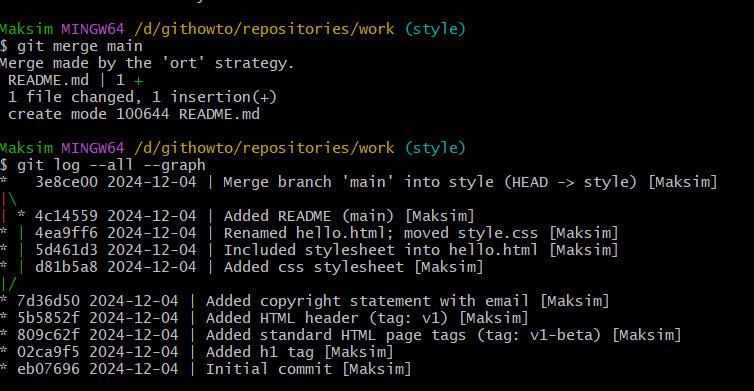 Maksim MINGW64 /d/githowto/repositories/work (style)
$ git merge main
Merge made by the 'ort' strategy.
 README.md | 1 +
 1 file changed, 1 insertion(+)
 create mode 100644 README.md

Maksim MINGW64 /d/githowto/repositories/work (style)
$ git log --all --graph
*   3e8ce00 2024-12-04 | Merge branch 'main' into style (HEAD -> style) [Maksim]
|\
| * 4c14559 2024-12-04 | Added README (main) [Maksim]
* | 4ea9ff6 2024-12-04 | Renamed hello.html; moved style.css [Maksim]
* | 5d461d3 2024-12-04 | Included stylesheet into hello.html [Maksim]
* | d81b5a8 2024-12-04 | Added css stylesheet [Maksim]
|/
* 7d36d50 2024-12-04 | Added copyright statement with email [Maksim]
* 5b5852f 2024-12-04 | Added HTML header (tag: v1) [Maksim]
* 809c62f 2024-12-04 | Added standard HTML page tags (tag: v1-beta) [Maksim]
* 02ca9f5 2024-12-04 | Added h1 tag [Maksim]
* eb07696 2024-12-04 | Initial commit [Maksim]